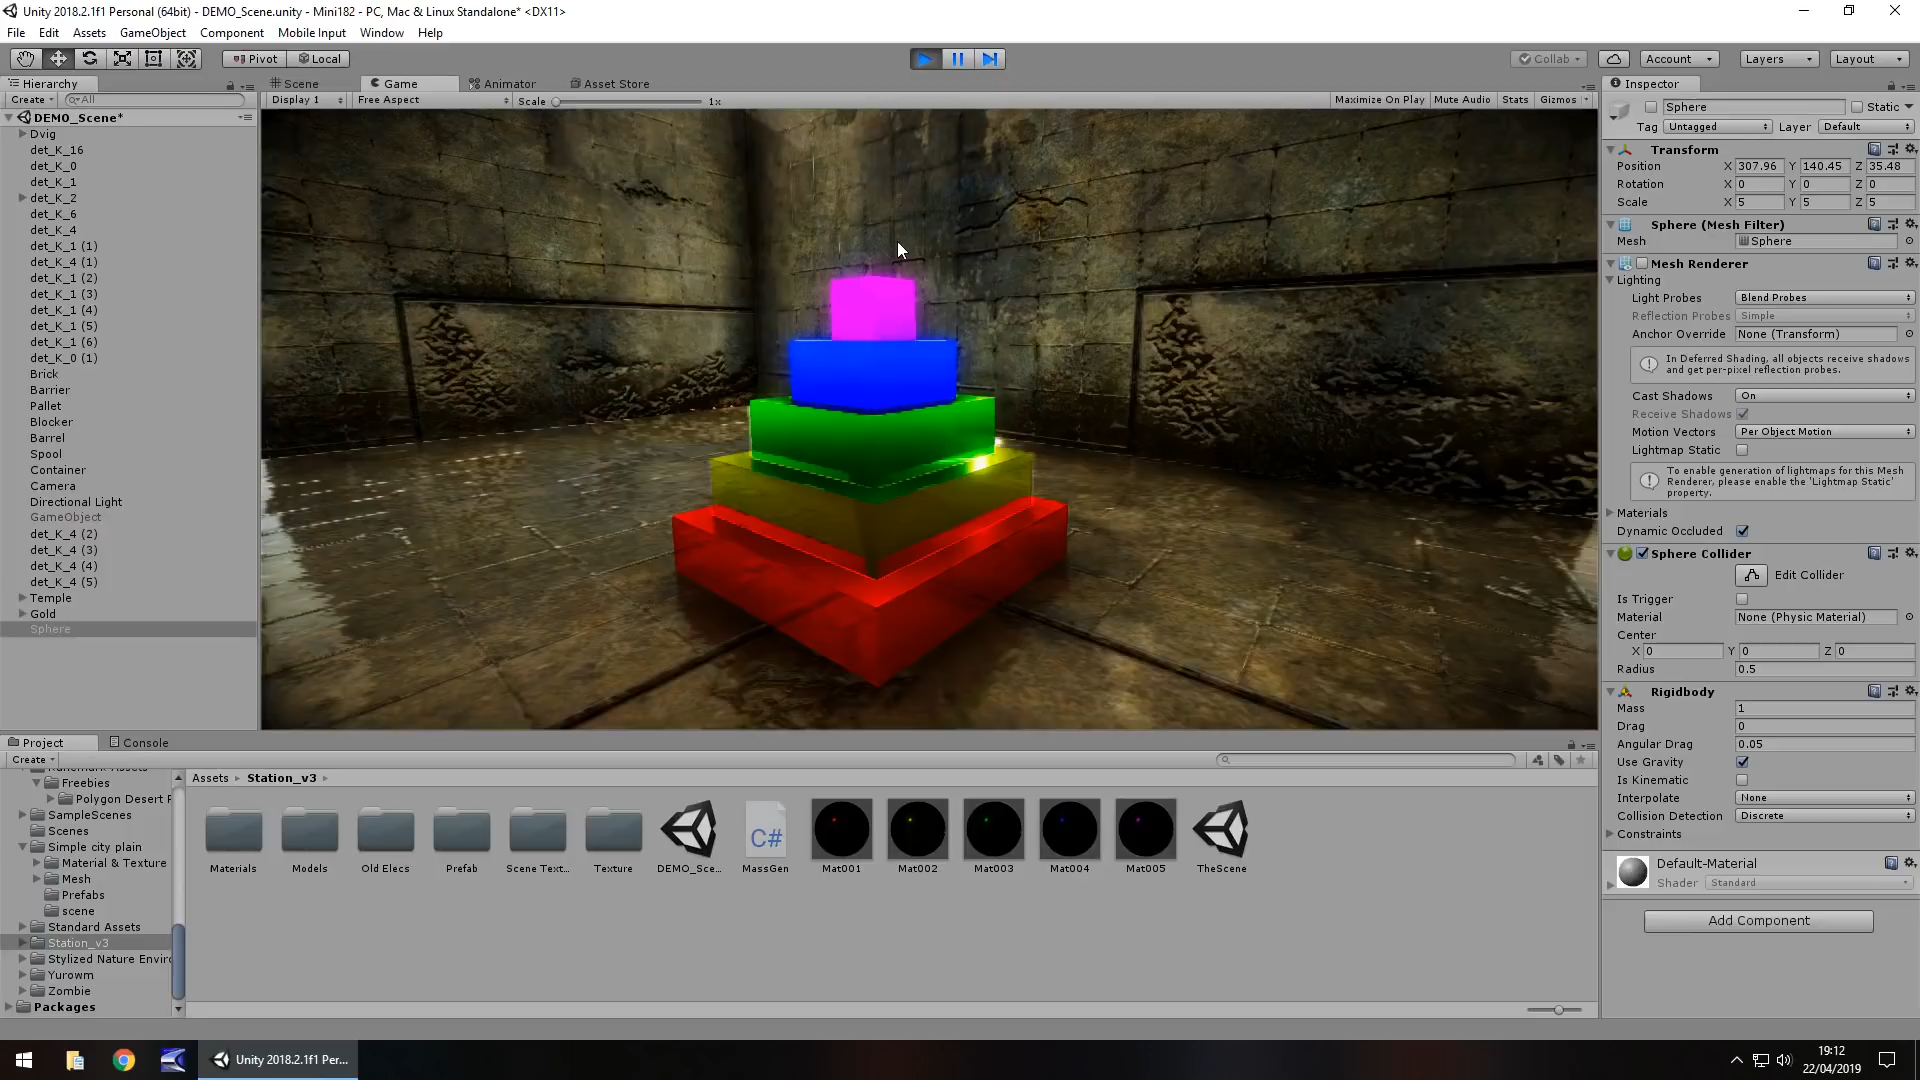 Unity 2018.2.1f1 Personal (64bit) - DEMO_Scene.unity - Mini182 - PC, Mac & Linux Standalone* <DX11>
File Edit Assets GameObject Component Mobile Input Window Help
Pivot Local Collab Account Layers Layout
Hierarchy
Create All
DEMO_Scene*
Dvig
det_K_16
det_K_0
det_K_1
det_K_2
det_K_6
det_K_4
det_K_1 (1)
det_K_4 (1)
det_K_1 (2)
det_K_1 (3)
det_K_1 (4)
det_K_1 (5)
det_K_1 (6)
det_K_0 (1)
Brick
Barrier
Pallet
Blocker
Barrel
Spool
Container
Camera
Directional Light
GameObject
det_K_4 (2)
det_K_4 (3)
det_K_4 (4)
det_K_4 (5)
Temple
Gold
Sphere
Scene Game Animator Asset Store
Display 1 Free Aspect Scale 1x Maximize On Play Mute Audio Stats Gizmos
Inspector
Sphere Static
Tag Untagged Layer Default
Transform
Position X 307.96 Y 140.45 Z 35.48
Rotation X 0 Y 0 Z 0
Scale X 5 Y 5 Z 5
Sphere (Mesh Filter)
Mesh Sphere
Mesh Renderer
Lighting
Light Probes Blend Probes
Reflection Probes Simple
Anchor Override None (Transform)
In Deferred Shading, all objects receive shadows
and get per-pixel reflection probes.
Cast Shadows On
Receive Shadows
Motion Vectors Per Object Motion
Lightmap Static
To enable generation of lightmaps for this Mesh
Renderer, please enable the 'Lightmap Static'
property.
Materials
Dynamic Occluded
Sphere Collider
Edit Collider
Is Trigger
Material None (Physic Material)
Center
X 0 Y 0 Z 0
Radius 0.5
Rigidbody
Mass 1
Drag 0
Angular Drag 0.05
Use Gravity
Is Kinematic
Interpolate None
Collision Detection Discrete
Constraints
Default-Material
Shader Standard
Add Component
Project Console
Create
Freebies
Polygon Desert P
SampleScenes
Scenes
Simple city plain
Material & Texture
Mesh
Prefabs
scene
Standard Assets
Station_v3
Stylized Nature Enviro
Yurowm
Zombie
Packages
Assets Station_v3
C#
Materials Models Old Elecs Prefab Scene Text... Texture DEMO_Sce... MassGen Mat001 Mat002 Mat003 Mat004 Mat005 TheScene
Unity 2018.2.1f1 Per...
19:12
22/04/2019